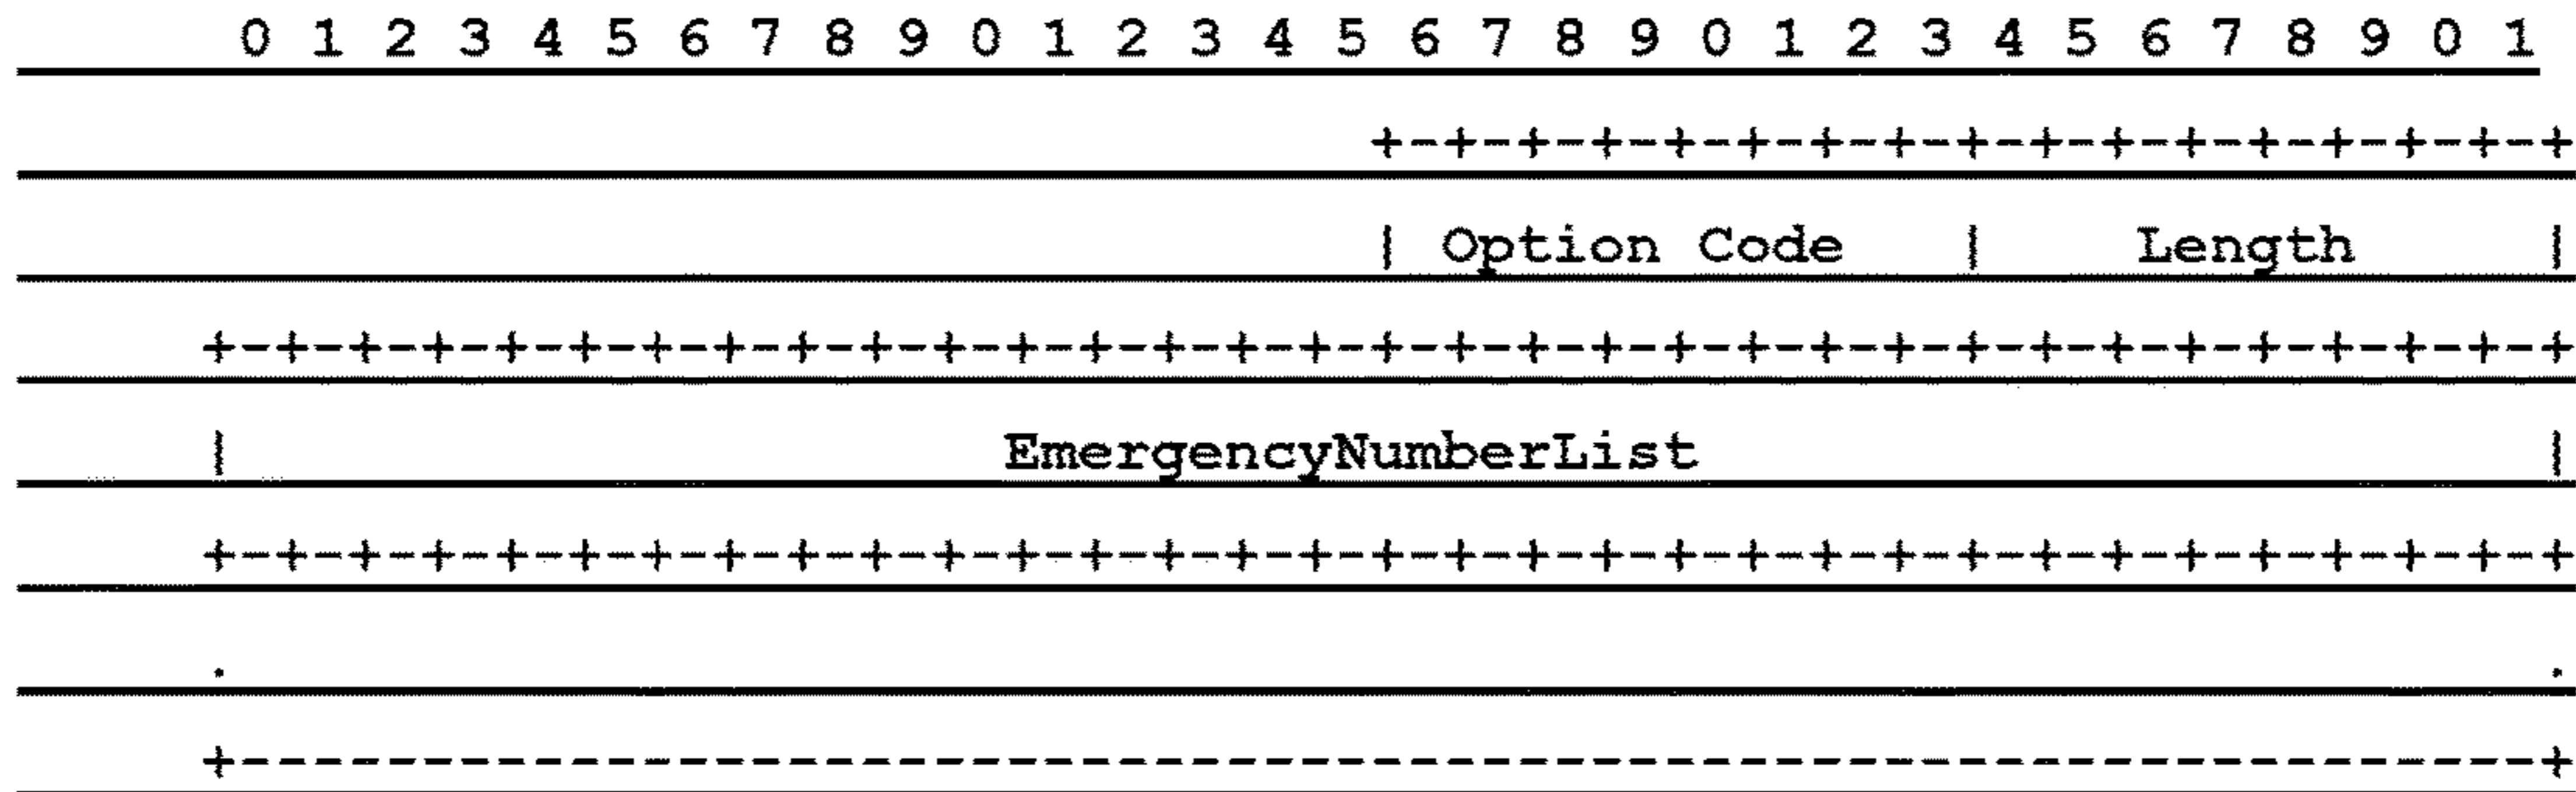 0 1 2 3 4 5 6 7 8 9 0 1 2 3 4 5 6 7 8 9 0 1 2 3 4 5 6 7 8 9 0 1
+-+-+-+-+-+-+-+-+-+-+-+-+-+-+-+-+
| Option Code | Length |
+-+-+-+-+-+-+-+-+-+-+-+-+-+-+-+-+-+-+-+-+-+-+-+-+-+-+-+-+-+-+-+-+
| EmergencyNumberList |
+-+-+-+-+-+-+-+-+-+-+-+-+-+-+-+-+-+-+-+-+-+-+-+-+-+-+-+-+-+-+-+-+
. .
+---------------------------------------------------------------+